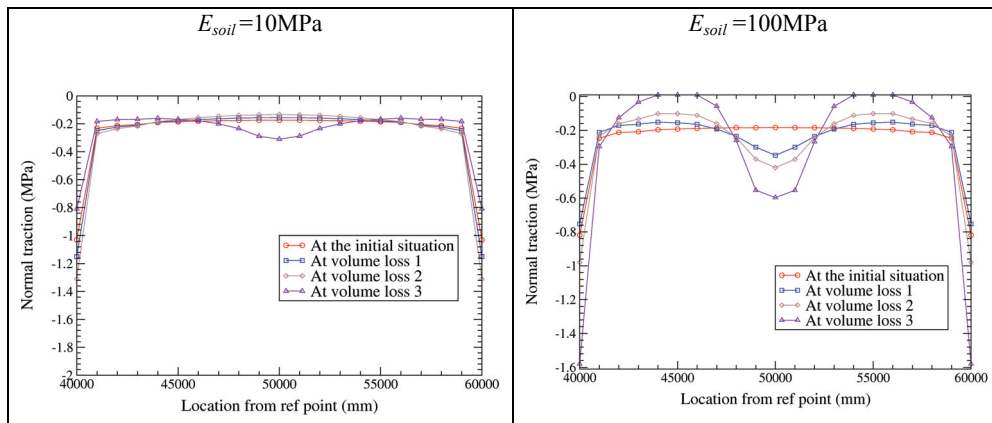 E_soil =10MPa
E_soil =100MPa
0
-0.2
-0.4
-0.6
-0.8
-1
-1.2
-1.4
-1.6
-1.8
-2
Normal traction (MPa)
At the initial situation
At volume loss 1
At volume loss 2
At volume loss 3
40000 45000 50000 55000 60000
Location from ref point (mm)
0
-0.2
-0.4
-0.6
-0.8
-1
-1.2
-1.4
-1.6
Normal traction (MPa)
At the initial situation
At volume loss 1
At volume loss 2
At volume loss 3
40000 45000 50000 55000 60000
Location from ref point (mm)